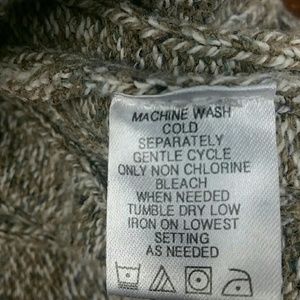 MACHINE WASH
COLD
SEPARATELY
GENTLE CYCLE
ONLY NON CHLORINE
BLEACH
WHEN NEEDED
TUMBLE DRY LOW
IRON ON LOWEST
SETTING
AS NEEDED